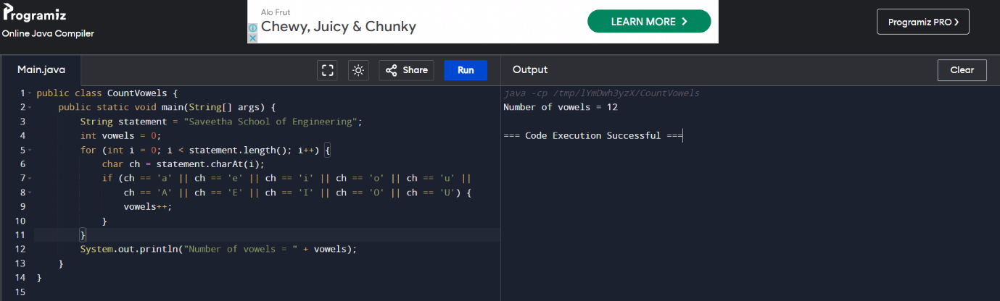 Programiz
Online Java Compiler
Alo Frut
Chewy, Juicy & Chunky
LEARN MORE
Programiz PRO
Main.java
Share
Run
Output
Clear
1 public class CountVowels {
2 public static void main(String[] args) {
3 String statement = "Saveetha School of Engineering";
4 int vowels = 0;
5 for (int i = 0; i < statement.length(); i++) {
6 char ch = statement.charAt(i);
7 if (ch == 'a' || ch == 'e' || ch == 'i' || ch == 'o' || ch == 'u' ||
8 ch == 'A' || ch == 'E' || ch == 'I' || ch == 'O' || ch == 'U') {
9 vowels++;
10 }
11 }
12 System.out.println("Number of vowels = " + vowels);
13 }
14 }
15
java -cp /tmp/lYmDwh3yzX/CountVowels
Number of vowels = 12
=== Code Execution Successful ===